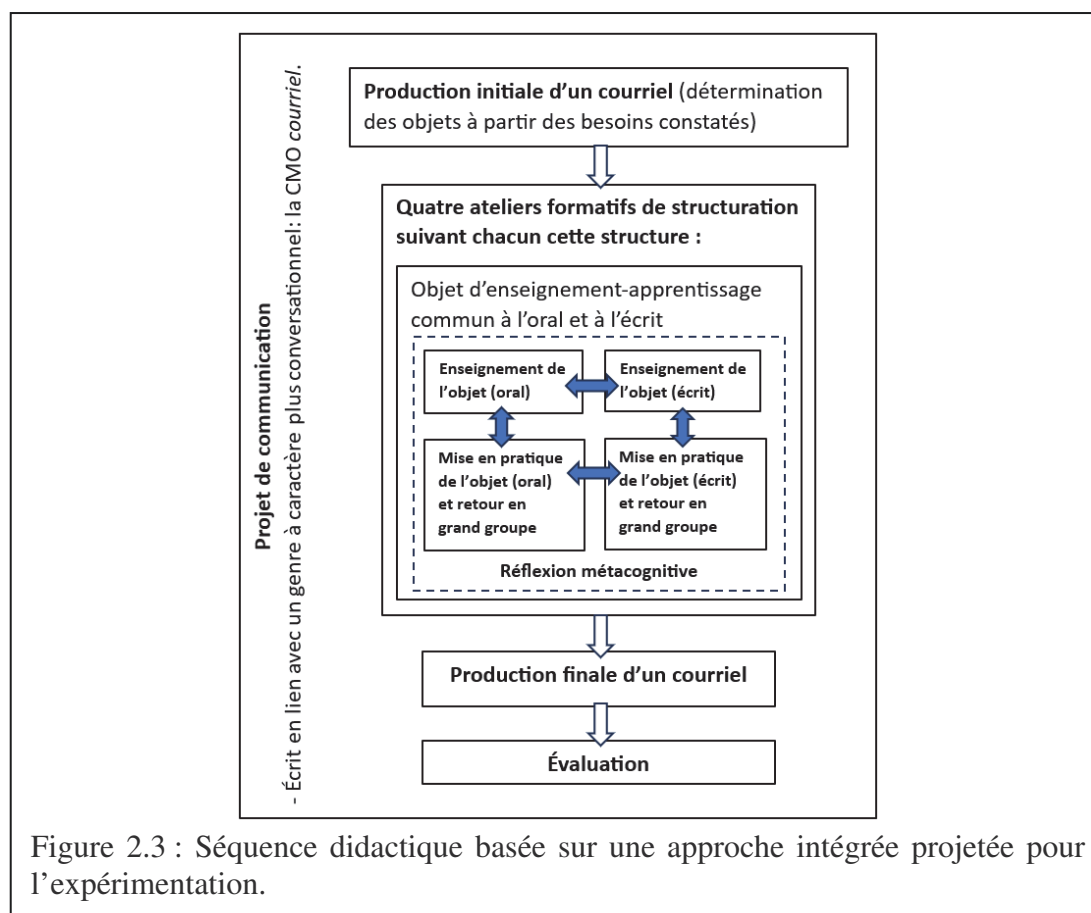 Projet de communication
- Écrit en lien avec un genre à caractère plus conversationnel: la CMO courriel.
Production initiale d’un courriel (détermination
des objets à partir des besoins constatés)
Quatre ateliers formatifs de structuration
suivant chacun cette structure :
Objet d’enseignement-apprentissage
commun à l’oral et à l’écrit
Enseignement de
l’objet (oral)
Enseignement de
l’objet (écrit)
Mise en pratique
de l’objet (oral)
et retour en
grand groupe
Mise en pratique
de l’objet (écrit)
et retour en
grand groupe
Réflexion métacognitive
Production finale d’un courriel
Évaluation
Figure 2.3 : Séquence didactique basée sur une approche intégrée projetée pour
l’expérimentation.